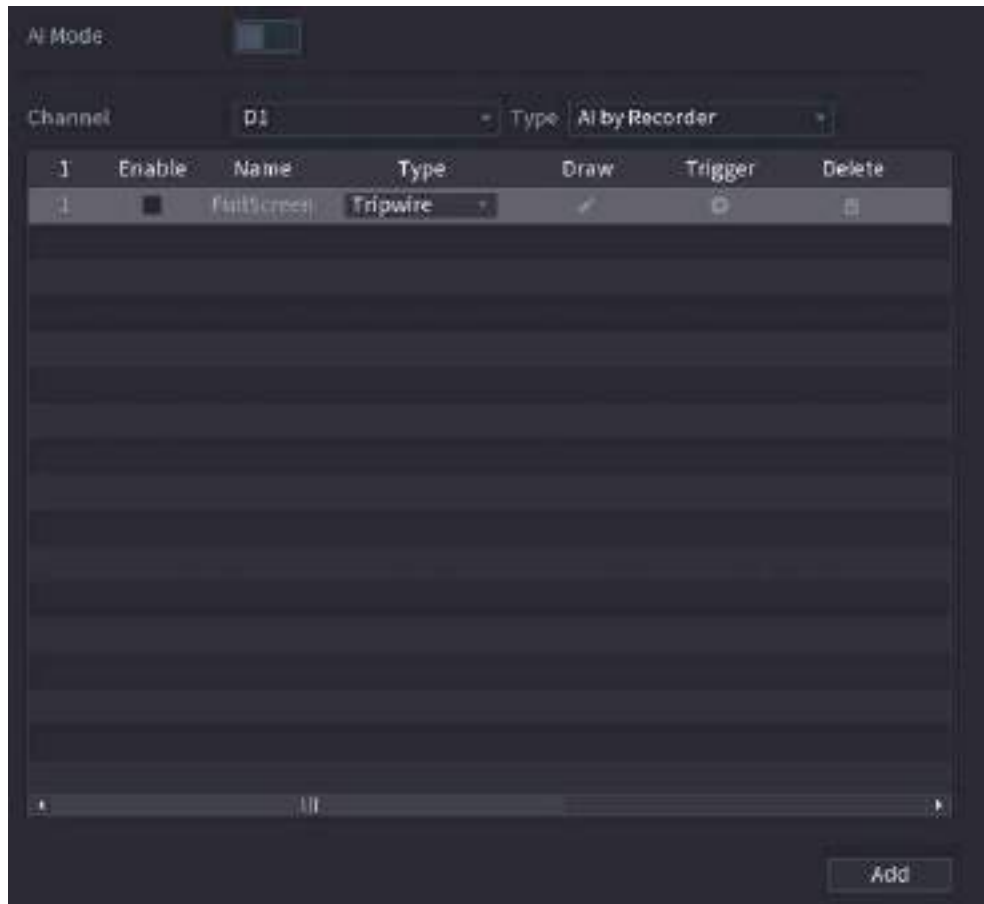 AI Mode
Channel D1 Type AI by Recorder
1 Enable Name Type Draw Trigger Delete
1 FullScreen Tripwire
Add